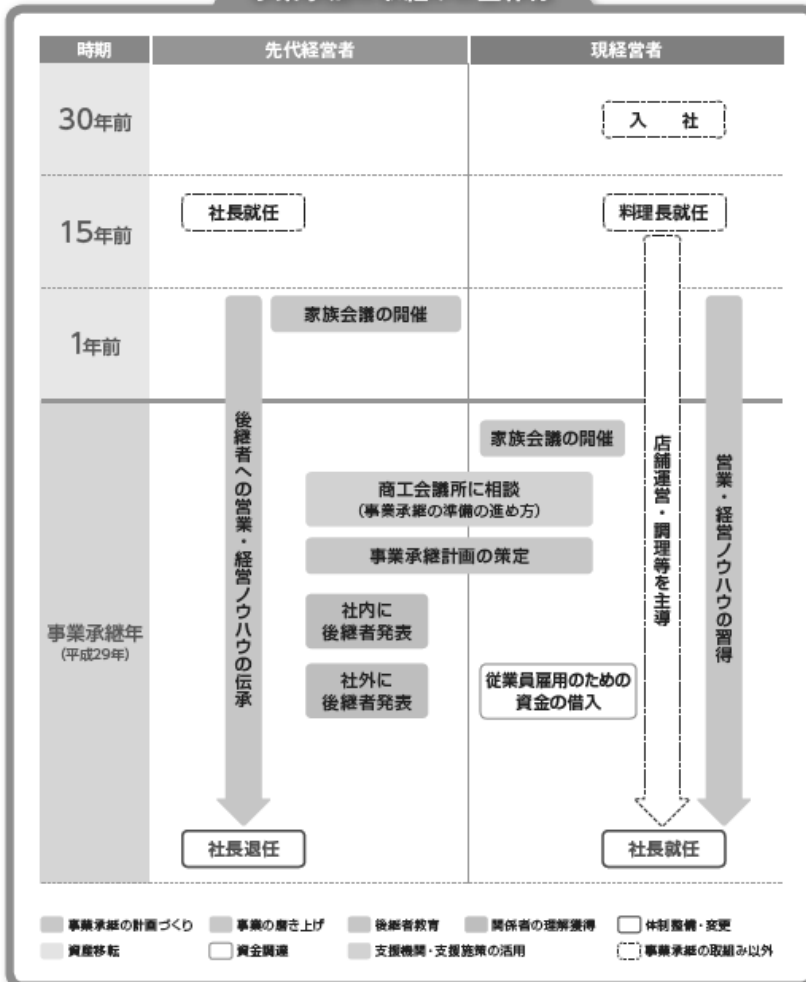 時期
先代経営者
現経営者
30年前
入 社
15年前
社長就任
料理長就任
1年前
家族会議の開催
後継者への営業・経営ノウハウの伝承
店舗運営・調理等を主導
営業・経営ノウハウの習得
事業承継年
(平成29年)
家族会議の開催
商工会議所に相談
(事業承継の準備の進め方)
事業承継計画の策定
社内に
後継者発表
社外に
後継者発表
従業員雇用のための
資金の借入
社長退任
社長就任
事業承継の計画づくり
事業の磨き上げ
後継者教育
関係者の理解獲得
体制整備・変更
資産移転
資金調達
支援機関・支援施策の活用
事業承継の取組み以外